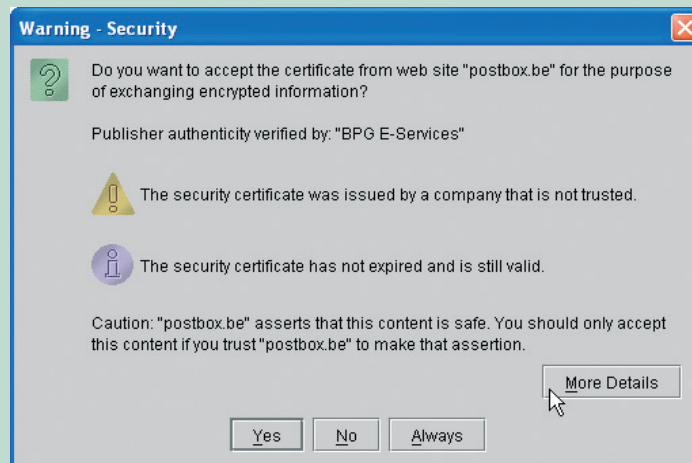 Warning - Security
Do you want to accept the certificate from web site "postbox.be" for the purpose
of exchanging encrypted information?
Publisher authenticity verified by: "BPG E-Services"
The security certificate was issued by a company that is not trusted.
The security certificate has not expired and is still valid.
Caution: "postbox.be" asserts that this content is safe. You should only accept
this content if you trust "postbox.be" to make that assertion.
More Details
Yes No Always